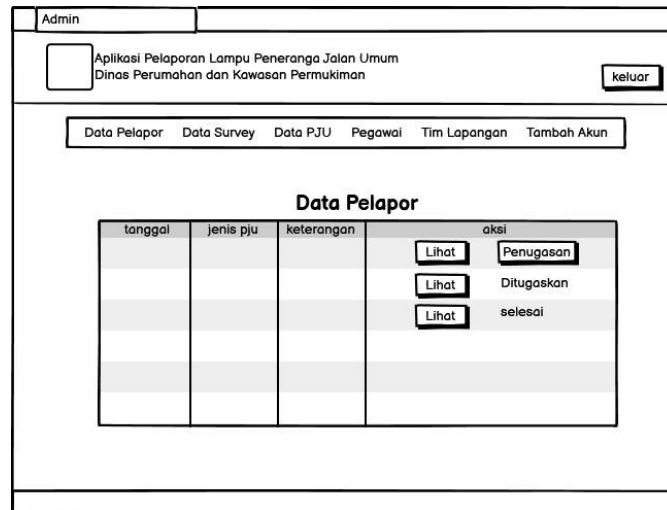 Admin
Aplikasi Pelaporan Lampu Peneranga Jalan Umum
Dinas Perumahan dan Kawasan Permukiman
keluar
Data Pelapor Data Survey Data PJU Pegawai Tim Lapangan Tambah Akun
Data Pelapor
tanggal jenis pju keterangan aksi
Lihat Penugasan
Lihat Ditugaskan
Lihat selesai